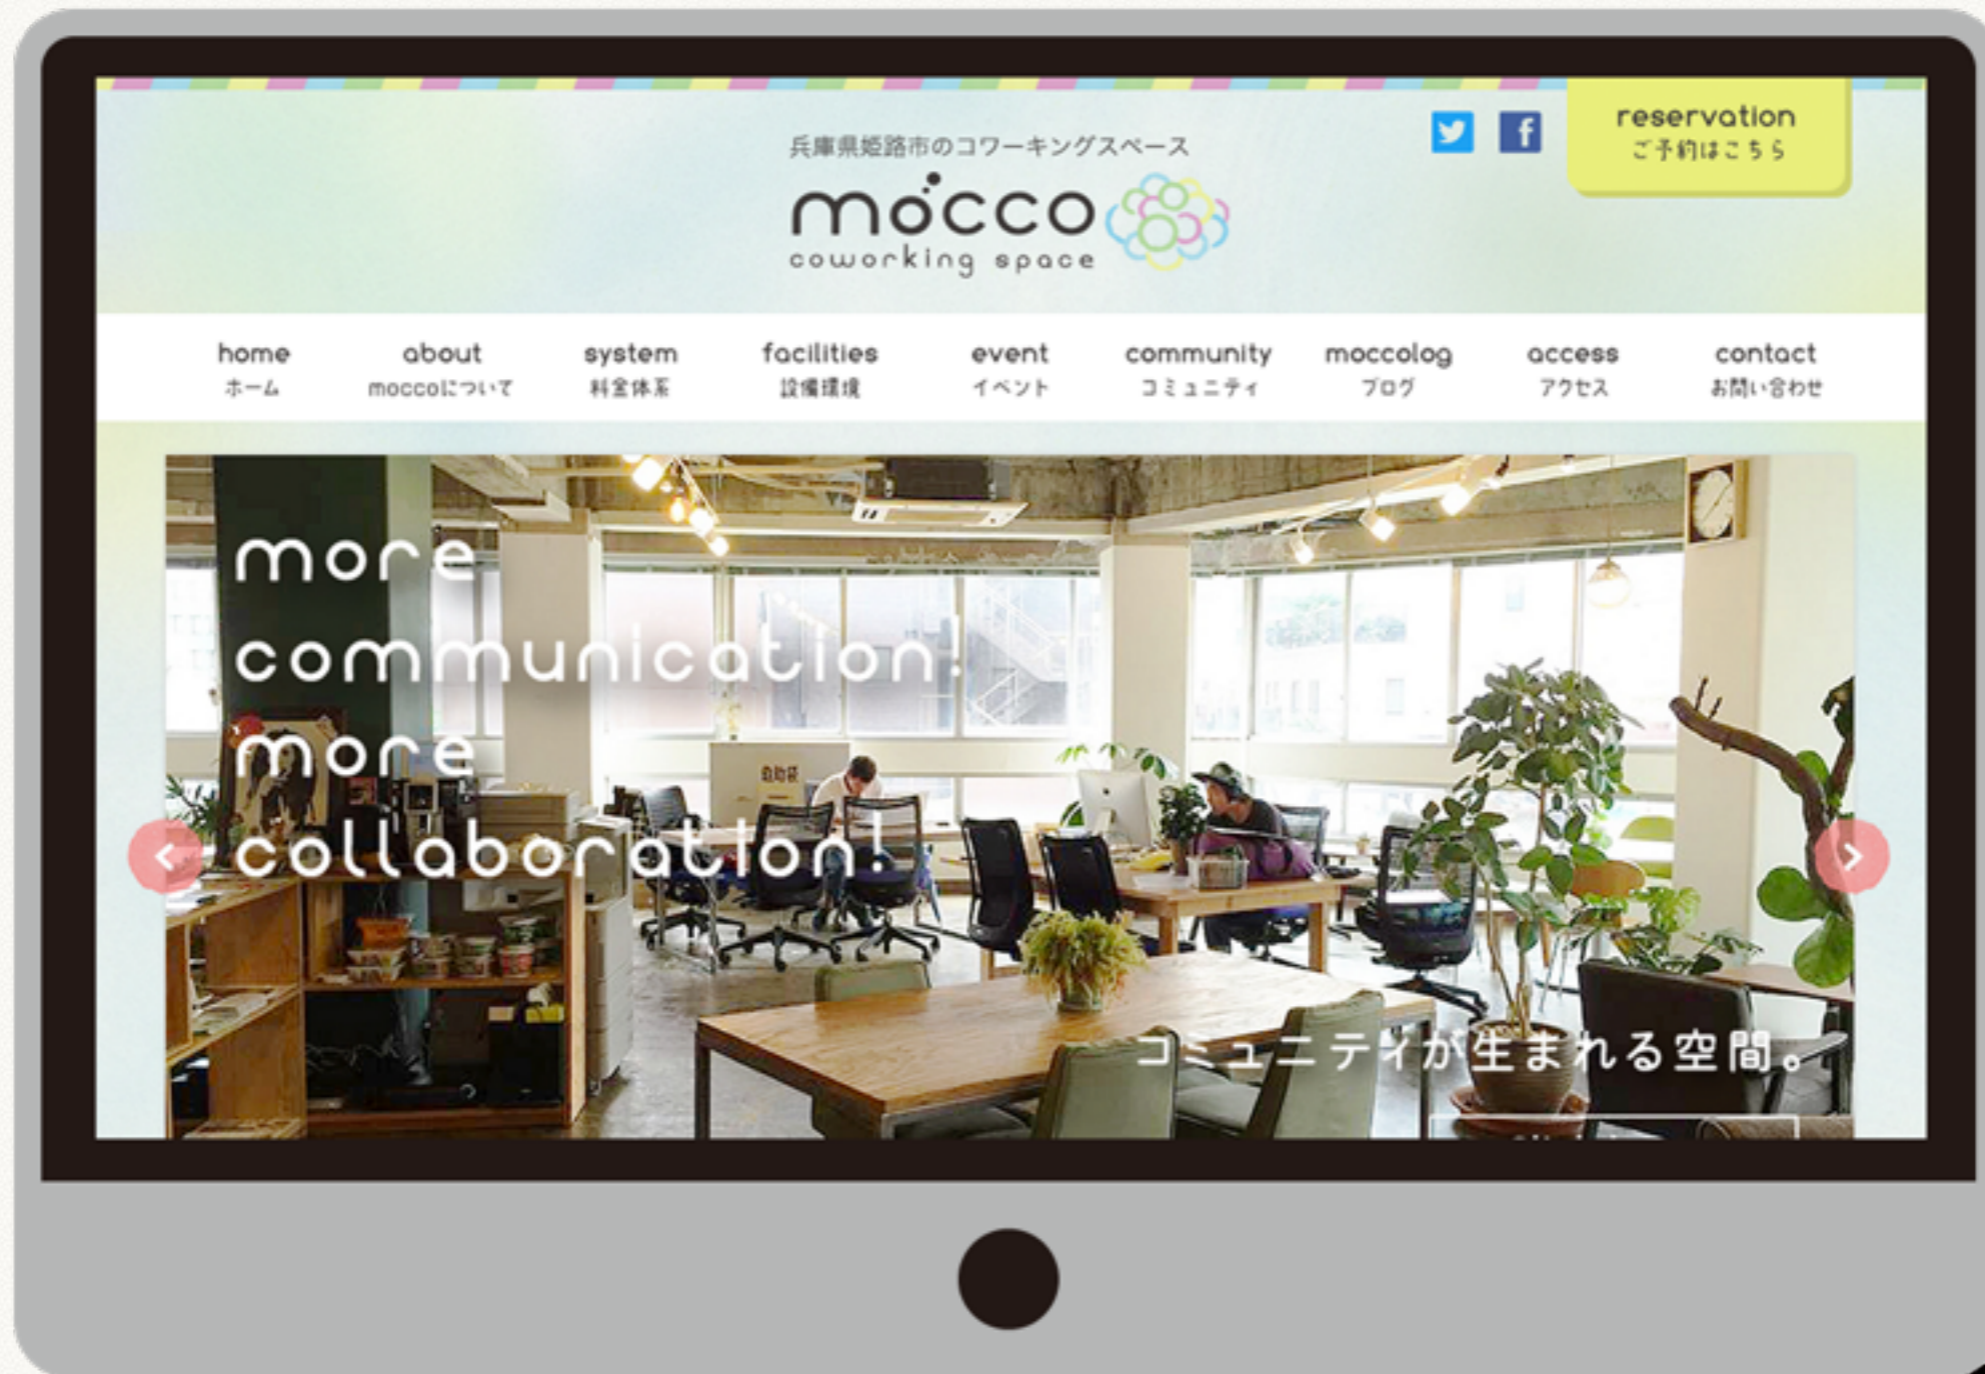 兵庫県姫路市のコワーキングスペース
mocco
coworking space
reservation
ご予約はこちら
home
ホーム
about
moccoについて
system
料金体系
facilities
設備環境
event
イベント
community
コミュニティ
moccolog
ブログ
access
アクセス
contact
お問い合わせ
more
communication!
more
collaboration!
コミュニティが生まれる空間。